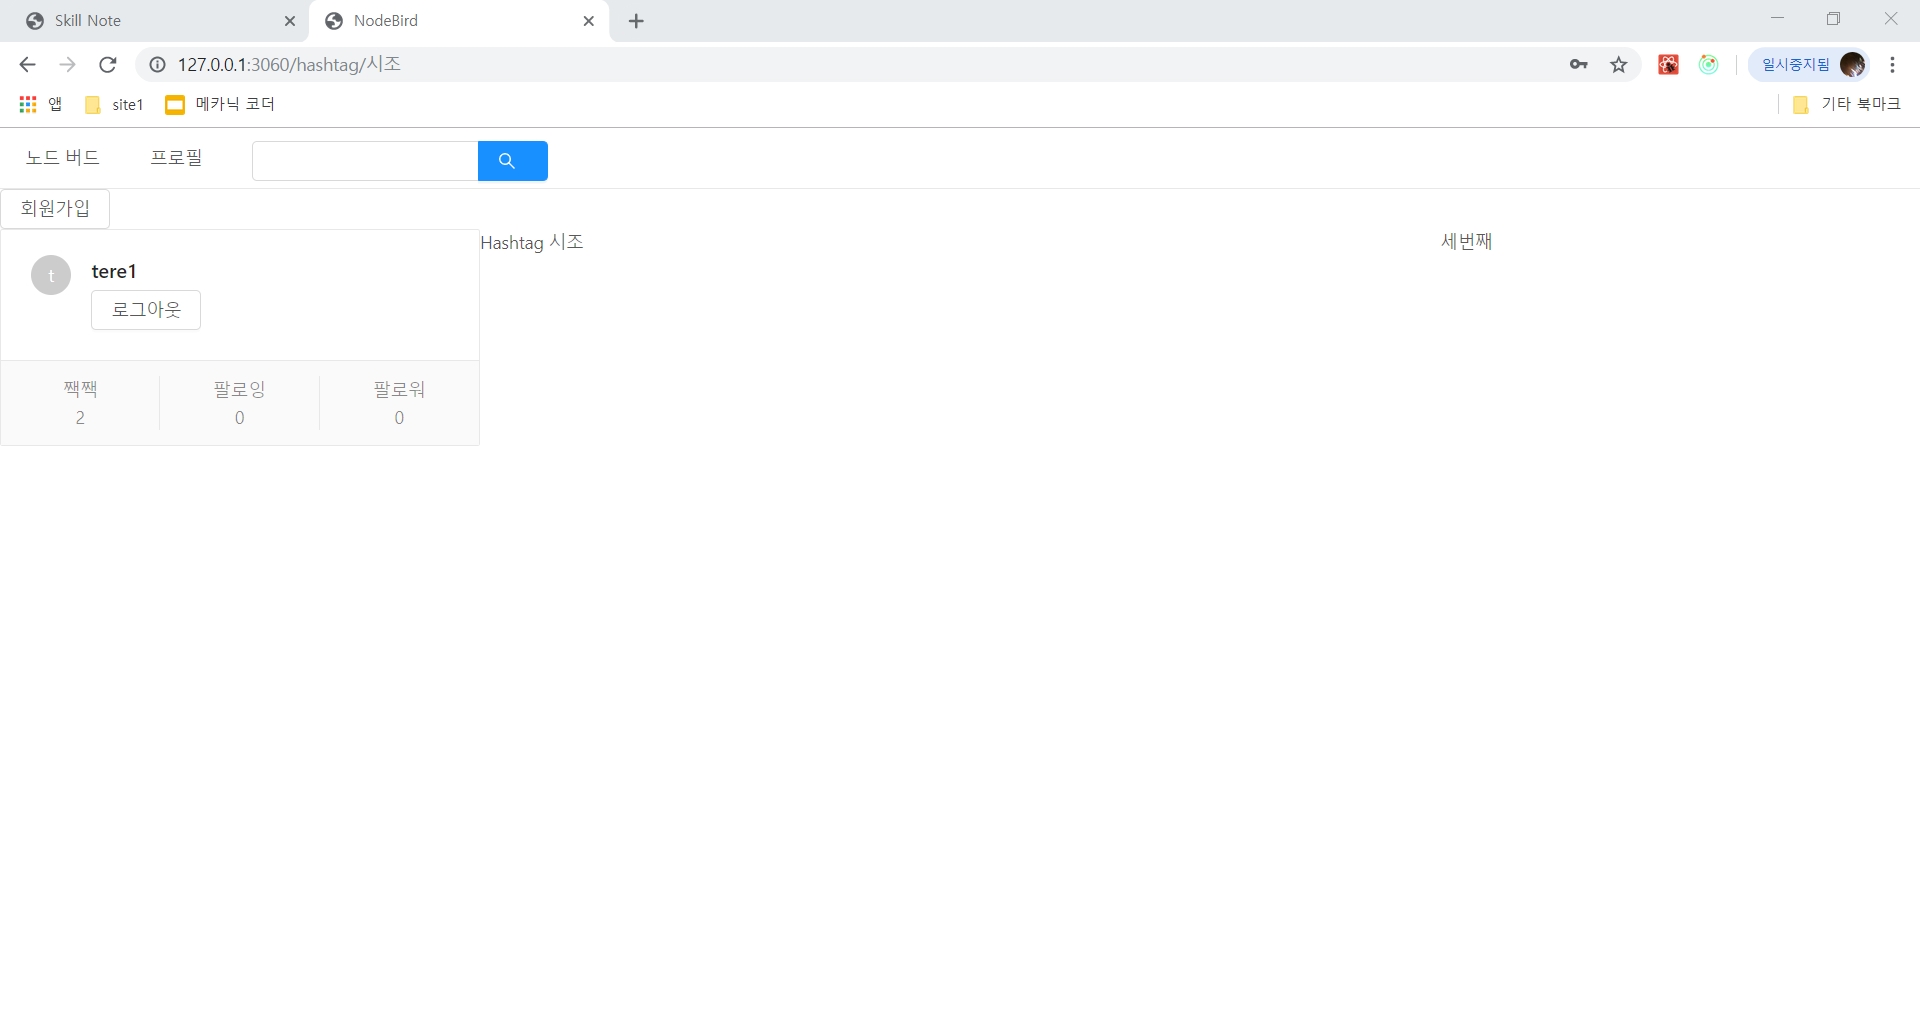 Skill Note
NodeBird
127.0.0.1:3060/hashtag/시조
일시중지됨
앱
site1
메카닉 코더
기타 북마크
노드 버드
프로필
회원가입
t
tere1
로그아웃
짹짹
2
팔로잉
0
팔로워
0
Hashtag 시조
세번째